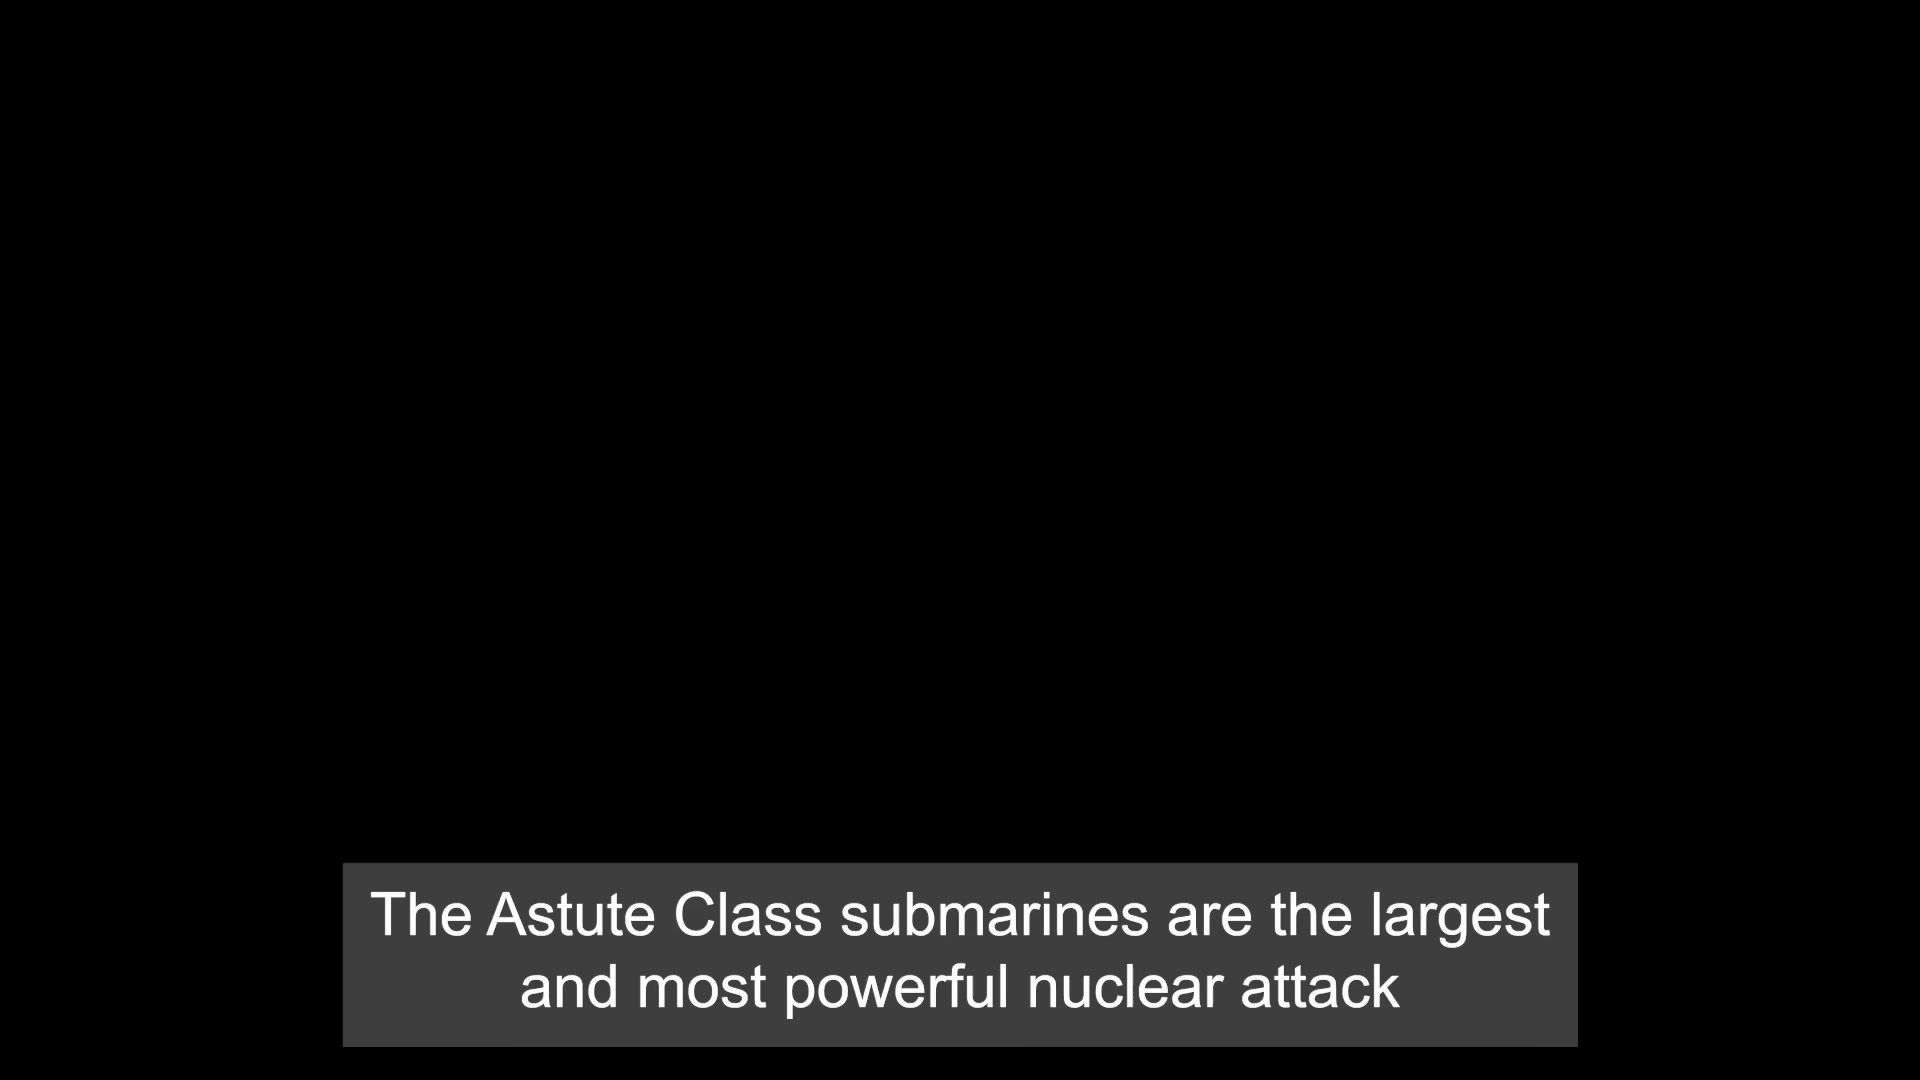 The Astute Class submarines are the largest
and most powerful nuclear attack